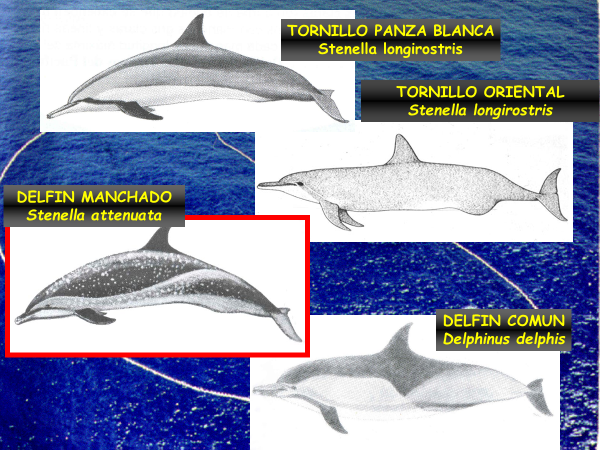 TORNILLO PANZA BLANCA
Stenella longirostris
TORNILLO ORIENTAL
Stenella longirostris
DELFIN MANCHADO
Stenella attenuata
DELFIN COMUN
Delphinus delphis